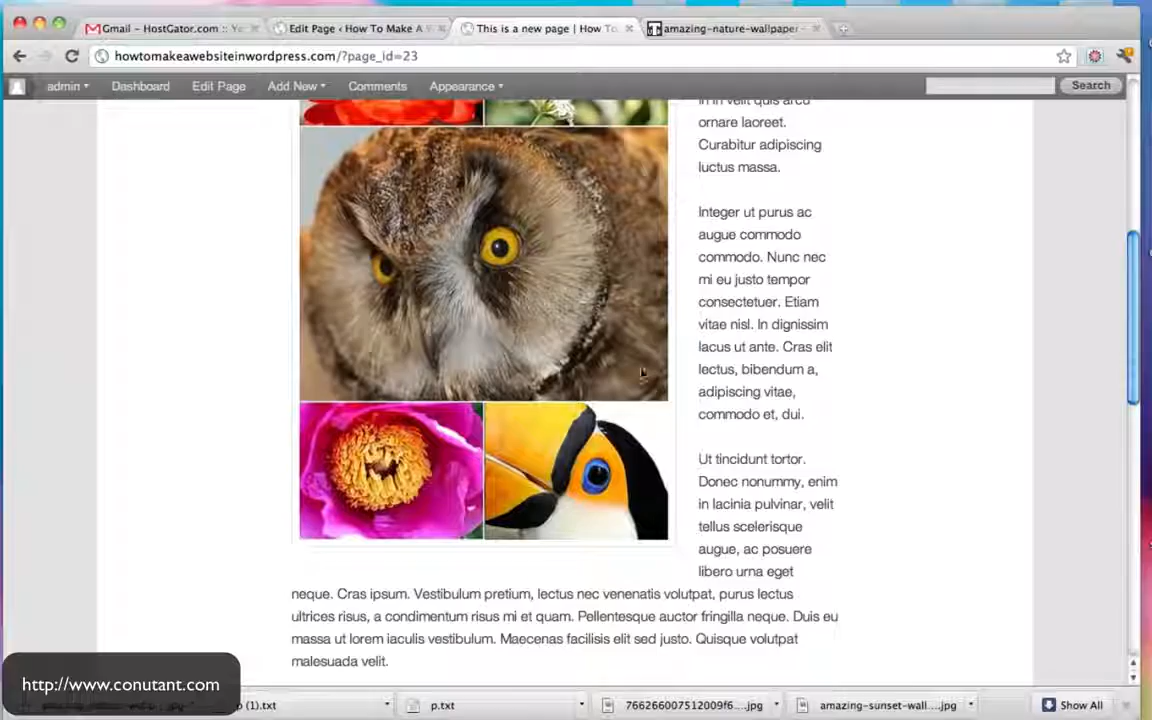 Gmail – HostGator.com :: Ye
Edit Page ‹ How To Make A V
This is a new page | How To
amazing-nature-wallpaper-
howtomakeawebsiteinwordpress.com/?page_id=23
admin Dashboard Edit Page Add New Comments Appearance Search
in in velit quis arcu
ornare laoreet.
Curabitur adipiscing
luctus massa.
Integer ut purus ac
augue commodo
commodo. Nunc nec
mi eu justo tempor
consectetuer. Etiam
vitae nisl. In dignissim
lacus ut ante. Cras elit
lectus, bibendum a,
adipiscing vitae,
commodo et, dui.
Ut tincidunt tortor.
Donec nonummy, enim
in lacinia pulvinar, velit
tellus scelerisque
augue, ac posuere
libero urna eget
neque. Cras ipsum. Vestibulum pretium, lectus nec venenatis volutpat, purus lectus
ultrices risus, a condimentum risus mi et quam. Pellentesque auctor fringilla neque. Duis eu
massa ut lorem iaculis vestibulum. Maecenas facilisis elit sed justo. Quisque volutpat
malesuada velit.
http://www.conutant.com
(1).txt
p.txt
766266007512009f6....jpg
amazing-sunset-wall....jpg
Show All